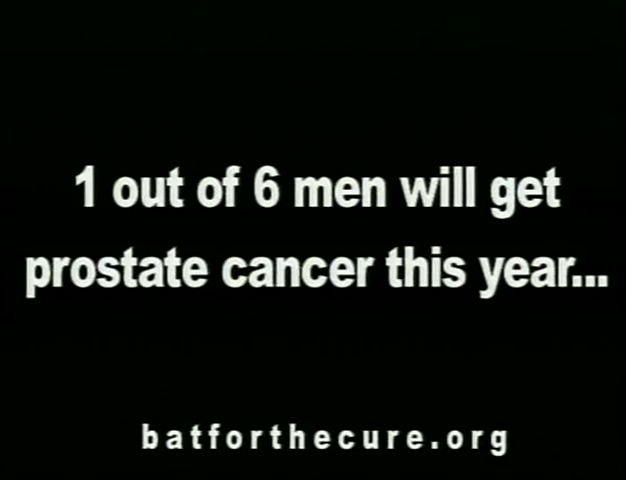 1 out of 6 men will get
prostate cancer this year...
batforthecure.org